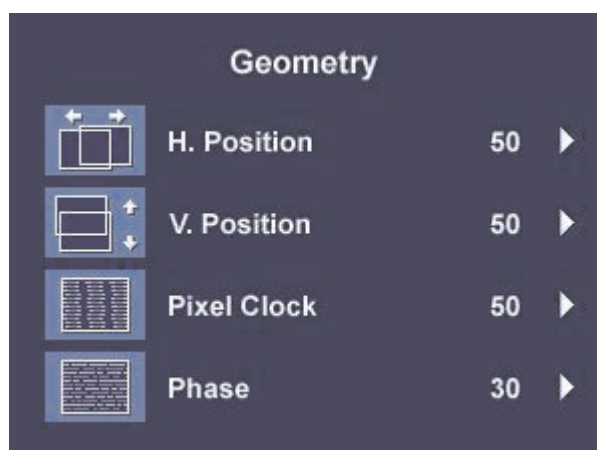 Geometry
H. Position 50
V. Position 50
Pixel Clock 50
Phase 30